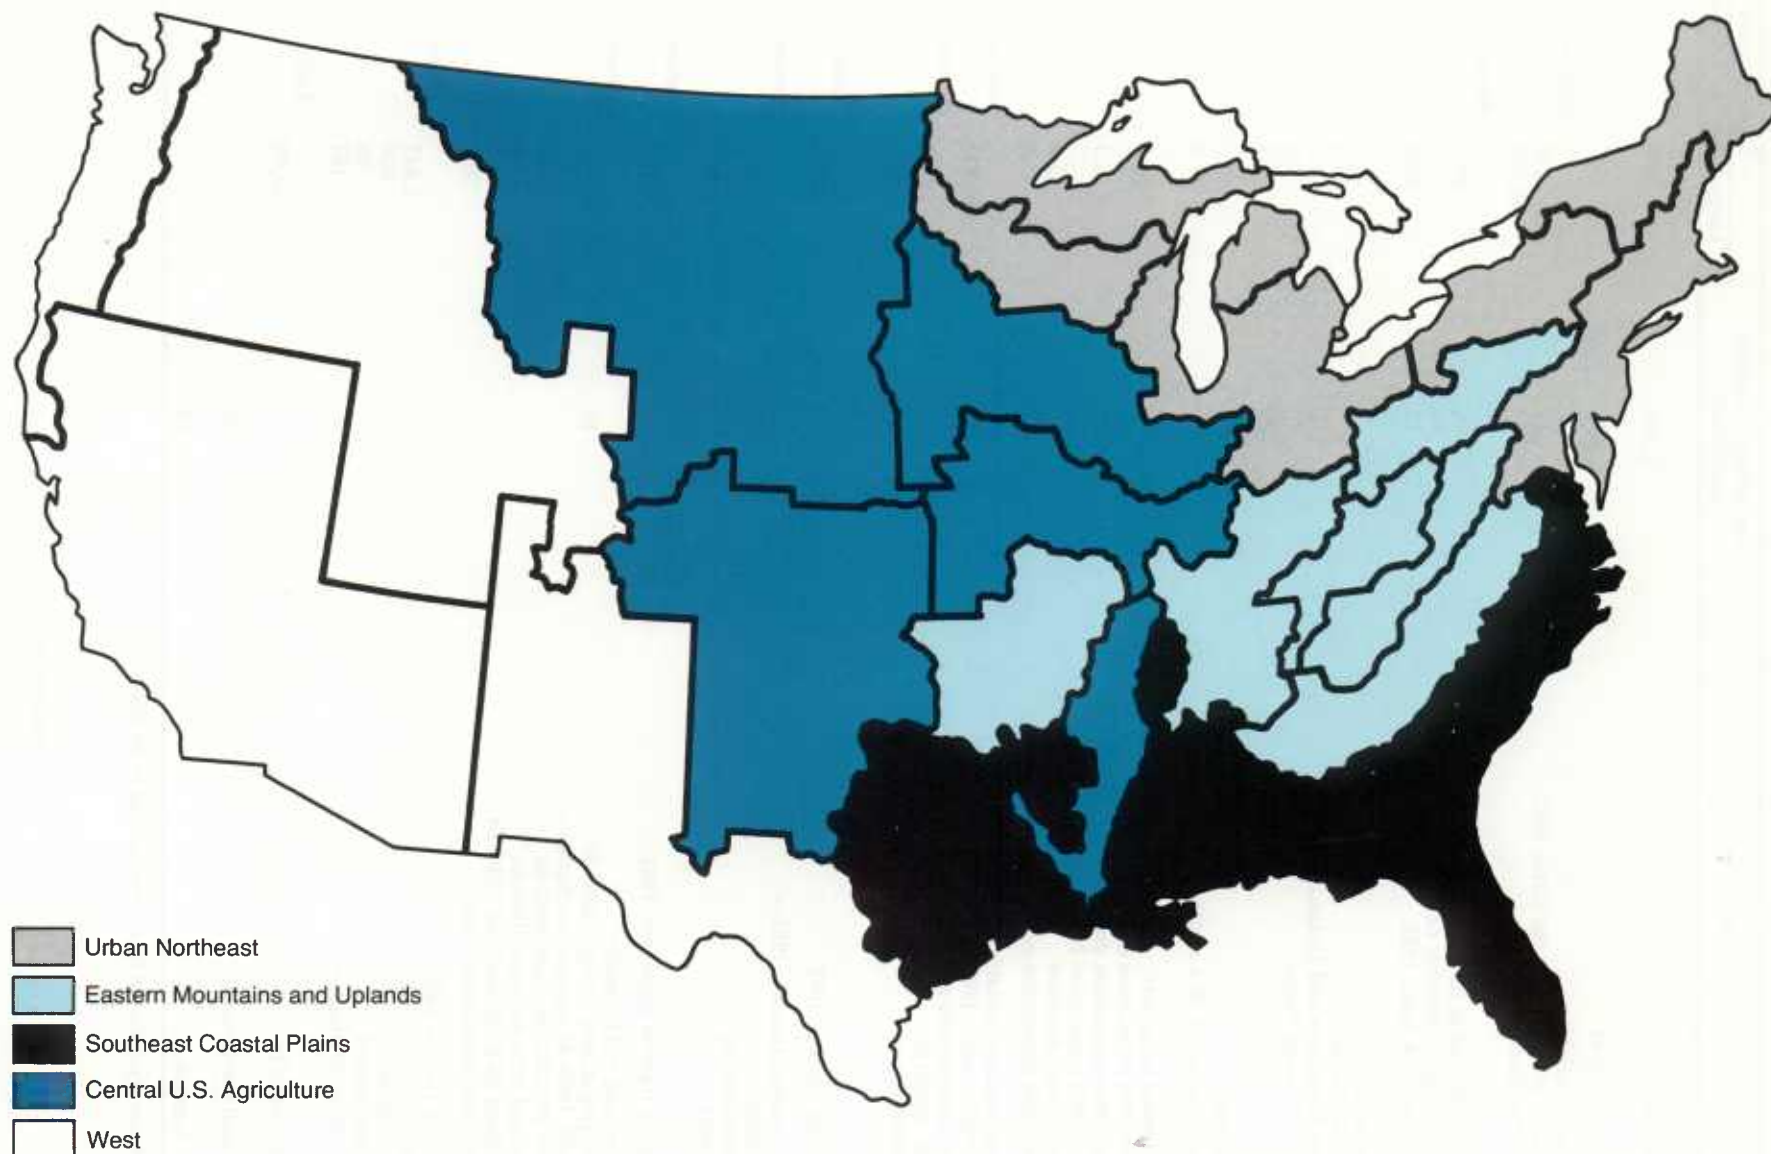 Urban Northeast
Eastern Mountains and Uplands
Southeast Coastal Plains
Central U.S. Agriculture
West